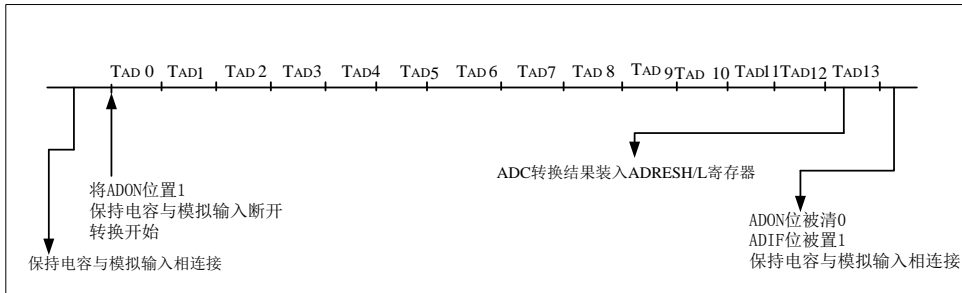 TAD 0 TAD1 TAD 2 TAD3 TAD4 TAD5 TAD 6 TAD7 TAD 8 TAD 9 TAD 10 TAD11 TAD12 TAD13
将ADON位置1
保持电容与模拟输入断开
转换开始
保持电容与模拟输入相连接
ADC转换结果装入ADRESH/L寄存器
ADON位被清0
ADIF位被置1
保持电容与模拟输入相连接